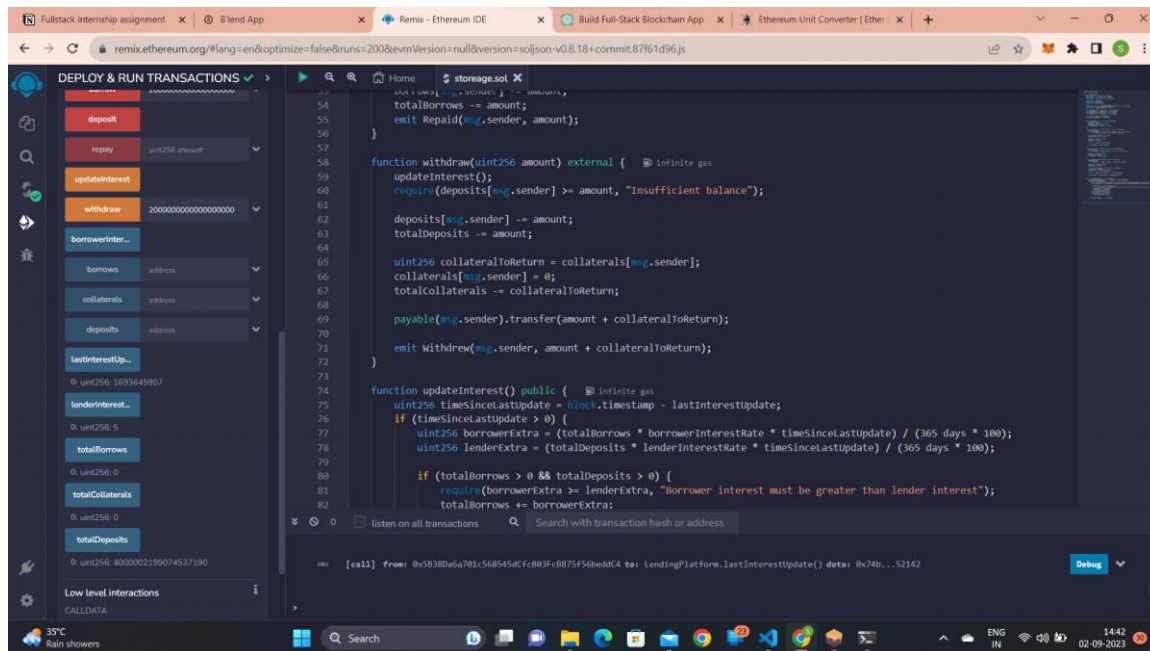 Fullstack Internship assignment
B'lend App
Remix - Ethereum IDE
Build Full-Stack Blockchain App
Ethereum Unit Converter | Ether
remix.ethereum.org/#lang=en&optimize=false&runs=200&evmVersion=null&version=soljson-v0.8.18+commit.87f61d96.js
S
DEPLOY & RUN TRANSACTIONS
borrow 2000000000000000000
deposit
repay uint256 amount
updateInterest
withdraw 2000000000000000000
borrowerInter...
borrows address
collaterals address
deposits address
lastInterestUp...
0: uint256: 1693645907
lenderInterest...
0: uint256: 5
totalBorrows
0: uint256: 0
totalCollaterals
0: uint256: 0
totalDeposits
0: uint256: 4000002199074537190
Low level interactions i
CALLDATA
Home
storeage.sol
53 borrows[msg.sender] -= amount;
54 totalBorrows -= amount;
55 emit Repaid(msg.sender, amount);
56 }
57
58 function withdraw(uint256 amount) external { infinite gas
59 updateInterest();
60 require(deposits[msg.sender] >= amount, "Insufficient balance");
61
62 deposits[msg.sender] -= amount;
63 totalDeposits -= amount;
64
65 uint256 collateralToReturn = collaterals[msg.sender];
66 collaterals[msg.sender] = 0;
67 totalCollaterals -= collateralToReturn;
68
69 payable(msg.sender).transfer(amount + collateralToReturn);
70
71 emit Withdrew(msg.sender, amount + collateralToReturn);
72 }
73
74 function updateInterest() public { infinite gas
75 uint256 timeSinceLastUpdate = block.timestamp - lastInterestUpdate;
76 if (timeSinceLastUpdate > 0) {
77 uint256 borrowerExtra = (totalBorrows * borrowerInterestRate * timeSinceLastUpdate) / (365 days * 100);
78 uint256 lenderExtra = (totalDeposits * lenderInterestRate * timeSinceLastUpdate) / (365 days * 100);
79
80 if (totalBorrows > 0 && totalDeposits > 0) {
81 require(borrowerExtra >= lenderExtra, "Borrower interest must be greater than lender interest");
82 totalBorrows += borrowerExtra;
0 listen on all transactions Search with transaction hash or address
[call] from: 0x5B38Da6a701c568545dCfcB03FcB875f56beddC4 to: LendingPlatform.lastInterestUpdate() data: 0x74b...52142 Debug
>
35°C
Rain showers
Search
23
ENG
IN
14:42
02-09-2023
30